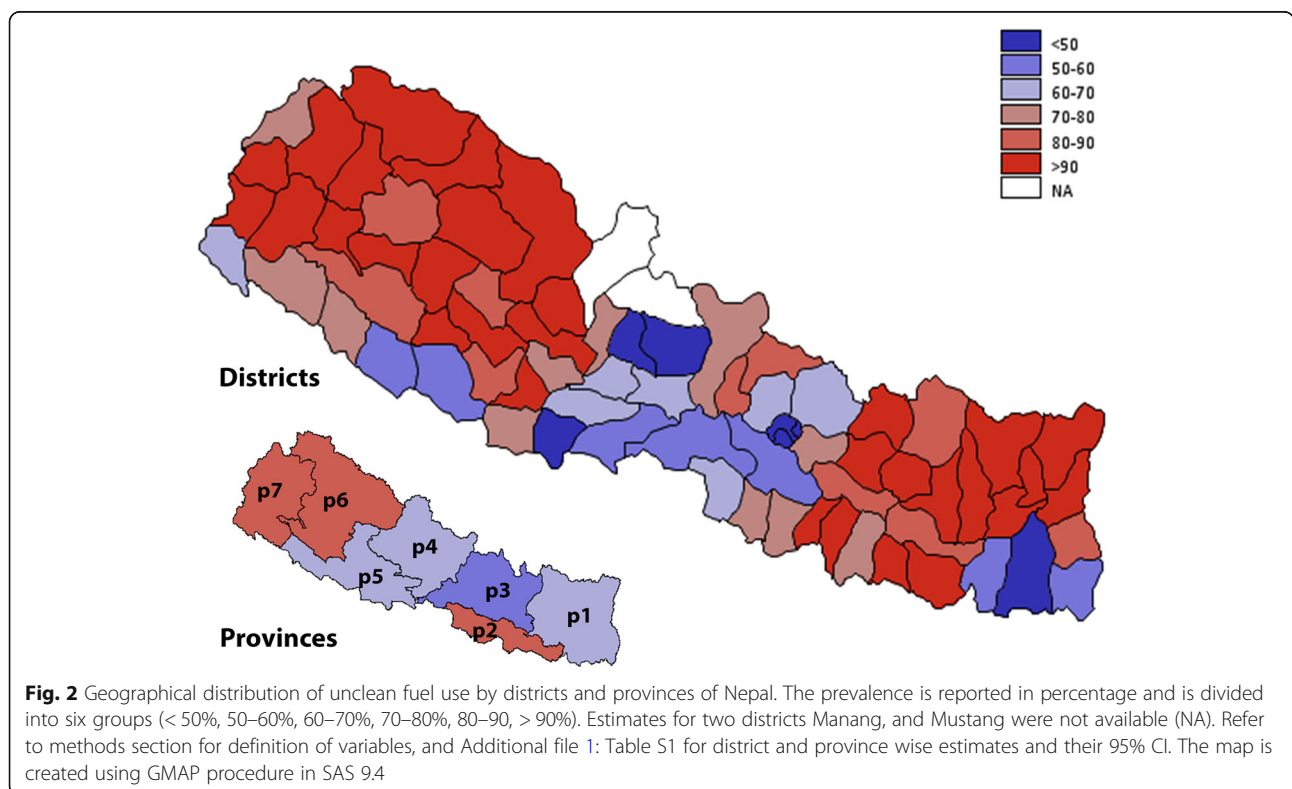 <50
50-60
60-70
70-80
80-90
>90
NA
Districts
p7
p6
p4
p5
p3
p1
p2
Provinces
Fig. 2 Geographical distribution of unclean fuel use by districts and provinces of Nepal. The prevalence is reported in percentage and is divided
into six groups (< 50%, 50–60%, 60–70%, 70–80%, 80–90, > 90%). Estimates for two districts Manang, and Mustang were not available (NA). Refer
to methods section for definition of variables, and Additional file 1: Table S1 for district and province wise estimates and their 95% CI. The map is
created using GMAP procedure in SAS 9.4